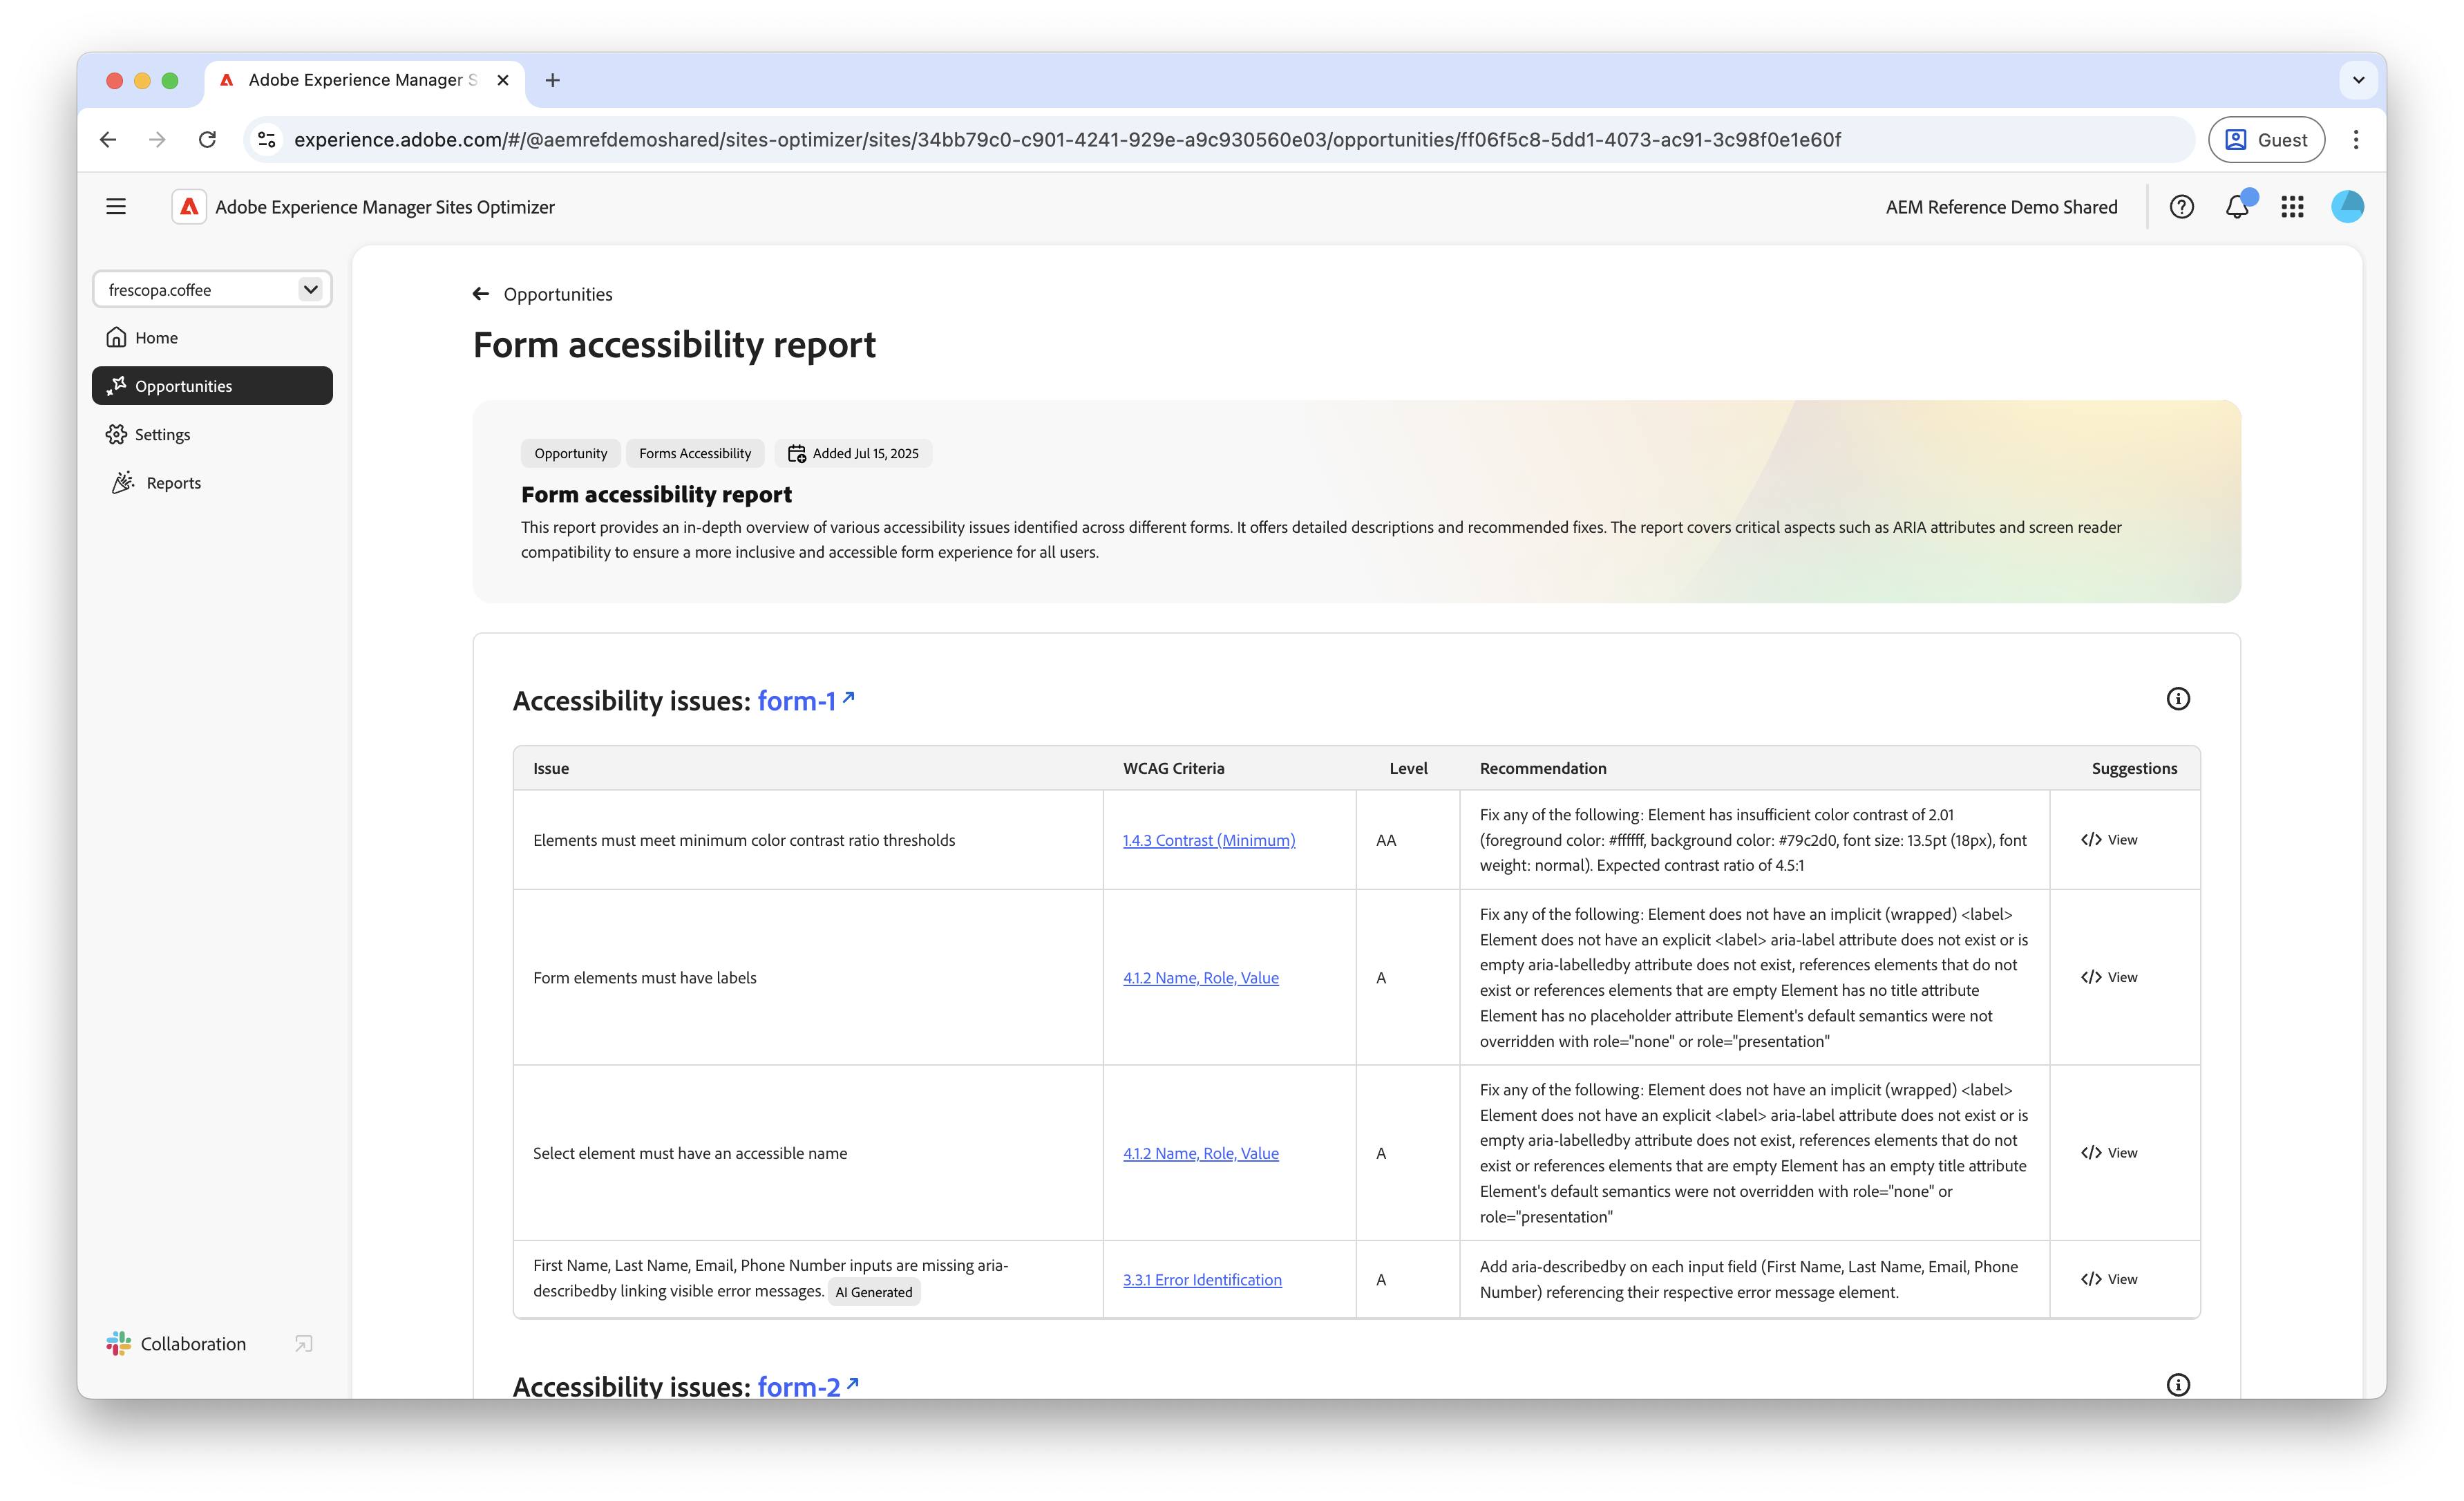 Adobe Experience Manager S
experience.adobe.com/#/@aemrefdemoshared/sites-optimizer/sites/34bb79c0-c901-4241-929e-a9c930560e03/opportunities/ff06f5c8-5dd1-4073-ac91-3c98f0e1e60f
Guest
Adobe Experience Manager Sites Optimizer
AEM Reference Demo Shared
frescopa.coffee
Home
Opportunities
Settings
Reports
Collaboration
Opportunities
Form accessibility report
Opportunity
Forms Accessibility
Added Jul 15, 2025
Form accessibility report
This report provides an in-depth overview of various accessibility issues identified across different forms. It offers detailed descriptions and recommended fixes. The report covers critical aspects such as ARIA attributes and screen reader
compatibility to ensure a more inclusive and accessible form experience for all users.
Accessibility issues: form-1
Issue
WCAG Criteria
Level
Recommendation
Suggestions
Elements must meet minimum color contrast ratio thresholds
1.4.3 Contrast (Minimum)
AA
Fix any of the following: Element has insufficient color contrast of 2.01
(foreground color: #ffffff, background color: #79c2d0, font size: 13.5pt (18px), font
weight: normal). Expected contrast ratio of 4.5:1
</> View
Form elements must have labels
4.1.2 Name, Role, Value
A
Fix any of the following: Element does not have an implicit (wrapped) <label>
Element does not have an explicit <label> aria-label attribute does not exist or is
empty aria-labelledby attribute does not exist, references elements that do not
exist or references elements that are empty Element has no title attribute
Element has no placeholder attribute Element's default semantics were not
overridden with role="none" or role="presentation"
</> View
Select element must have an accessible name
4.1.2 Name, Role, Value
A
Fix any of the following: Element does not have an implicit (wrapped) <label>
Element does not have an explicit <label> aria-label attribute does not exist or is
empty aria-labelledby attribute does not exist, references elements that do not
exist or references elements that are empty Element has an empty title attribute
Element's default semantics were not overridden with role="none" or
role="presentation"
</> View
First Name, Last Name, Email, Phone Number inputs are missing aria-
describedby linking visible error messages. AI Generated
3.3.1 Error Identification
A
Add aria-describedby on each input field (First Name, Last Name, Email, Phone
Number) referencing their respective error message element.
</> View
Accessibility issues: form-2